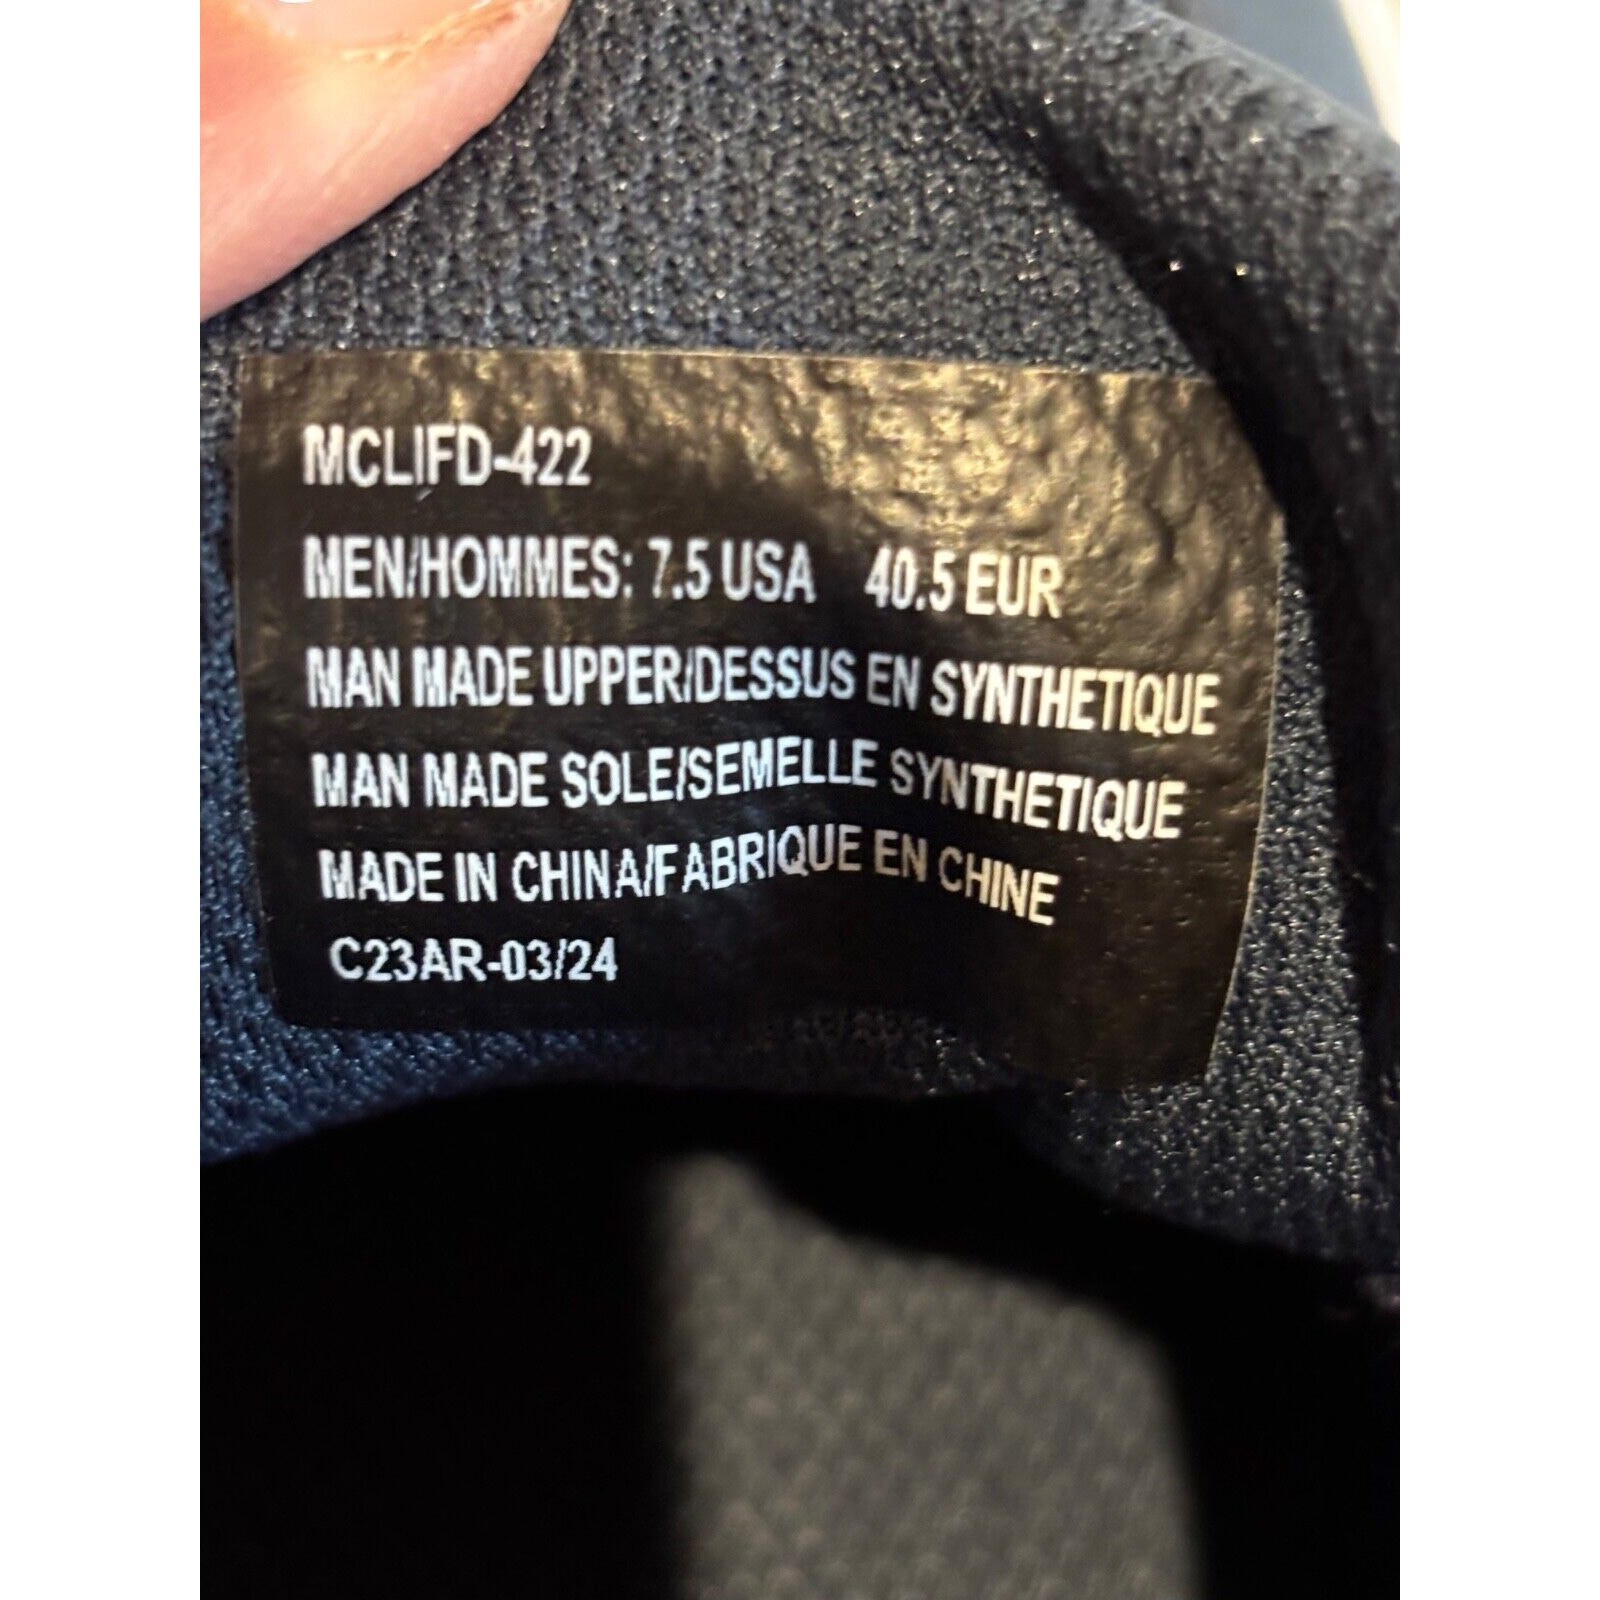 MCLIFD-422
MEN/HOMMES: 7.5 USA 40.5 EUR
MAN MADE UPPER/DESSUS EN SYNTHETIQUE
MAN MADE SOLE/SEMELLE SYNTHETIQUE
MADE IN CHINA/FABRIQUE EN CHINE
C23AR-03/24